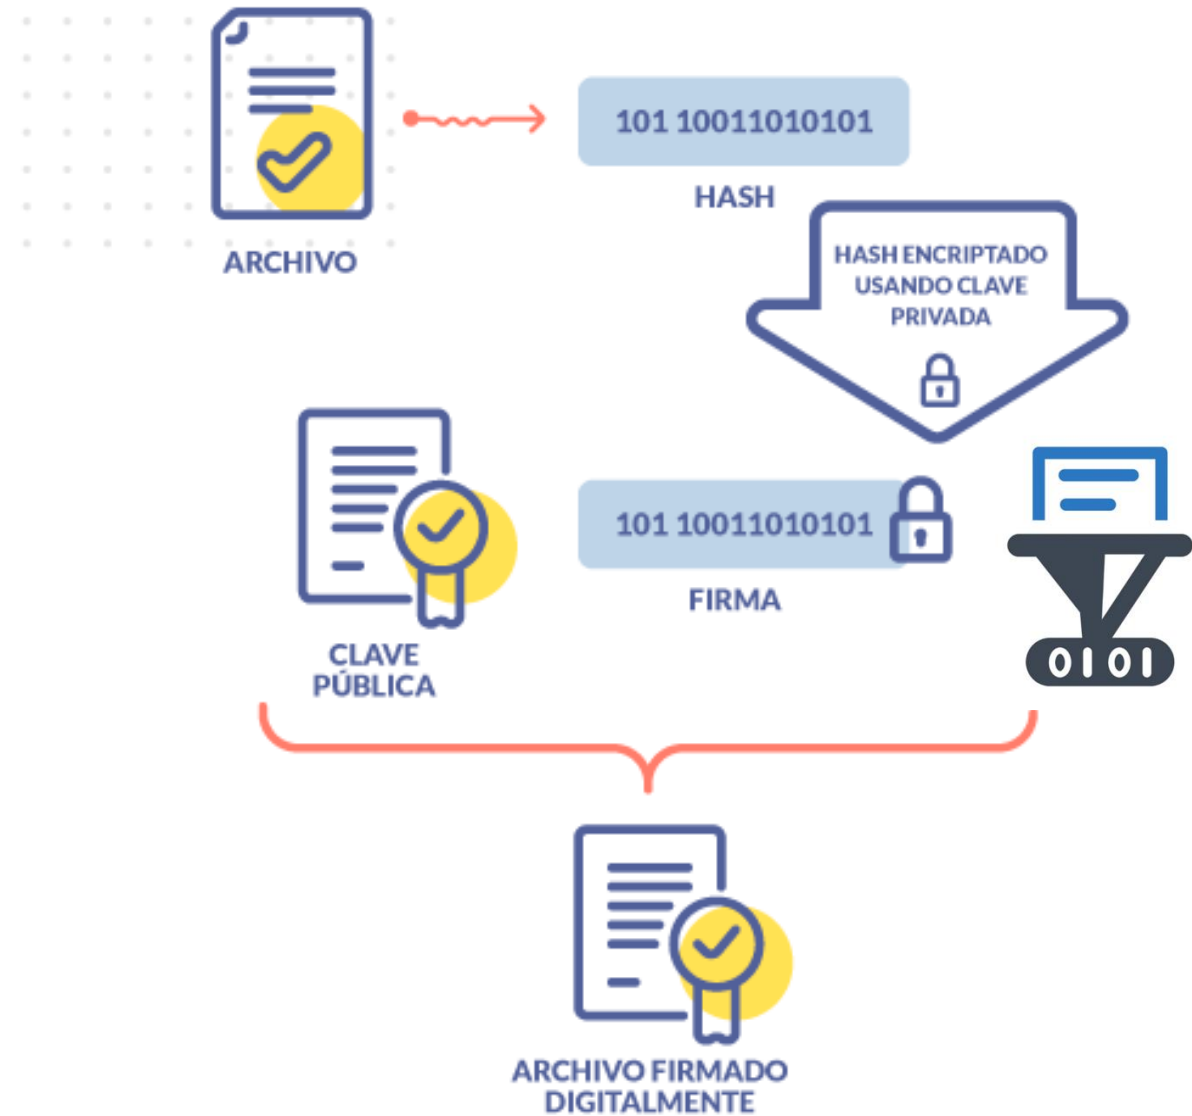 101 10011010101
HASH
ARCHIVO
HASH ENCRIPTADO
USANDO CLAVE
PRIVADA
101 10011010101
FIRMA
CLAVE
PÚBLICA
0101
ARCHIVO FIRMADO
DIGITALMENTE